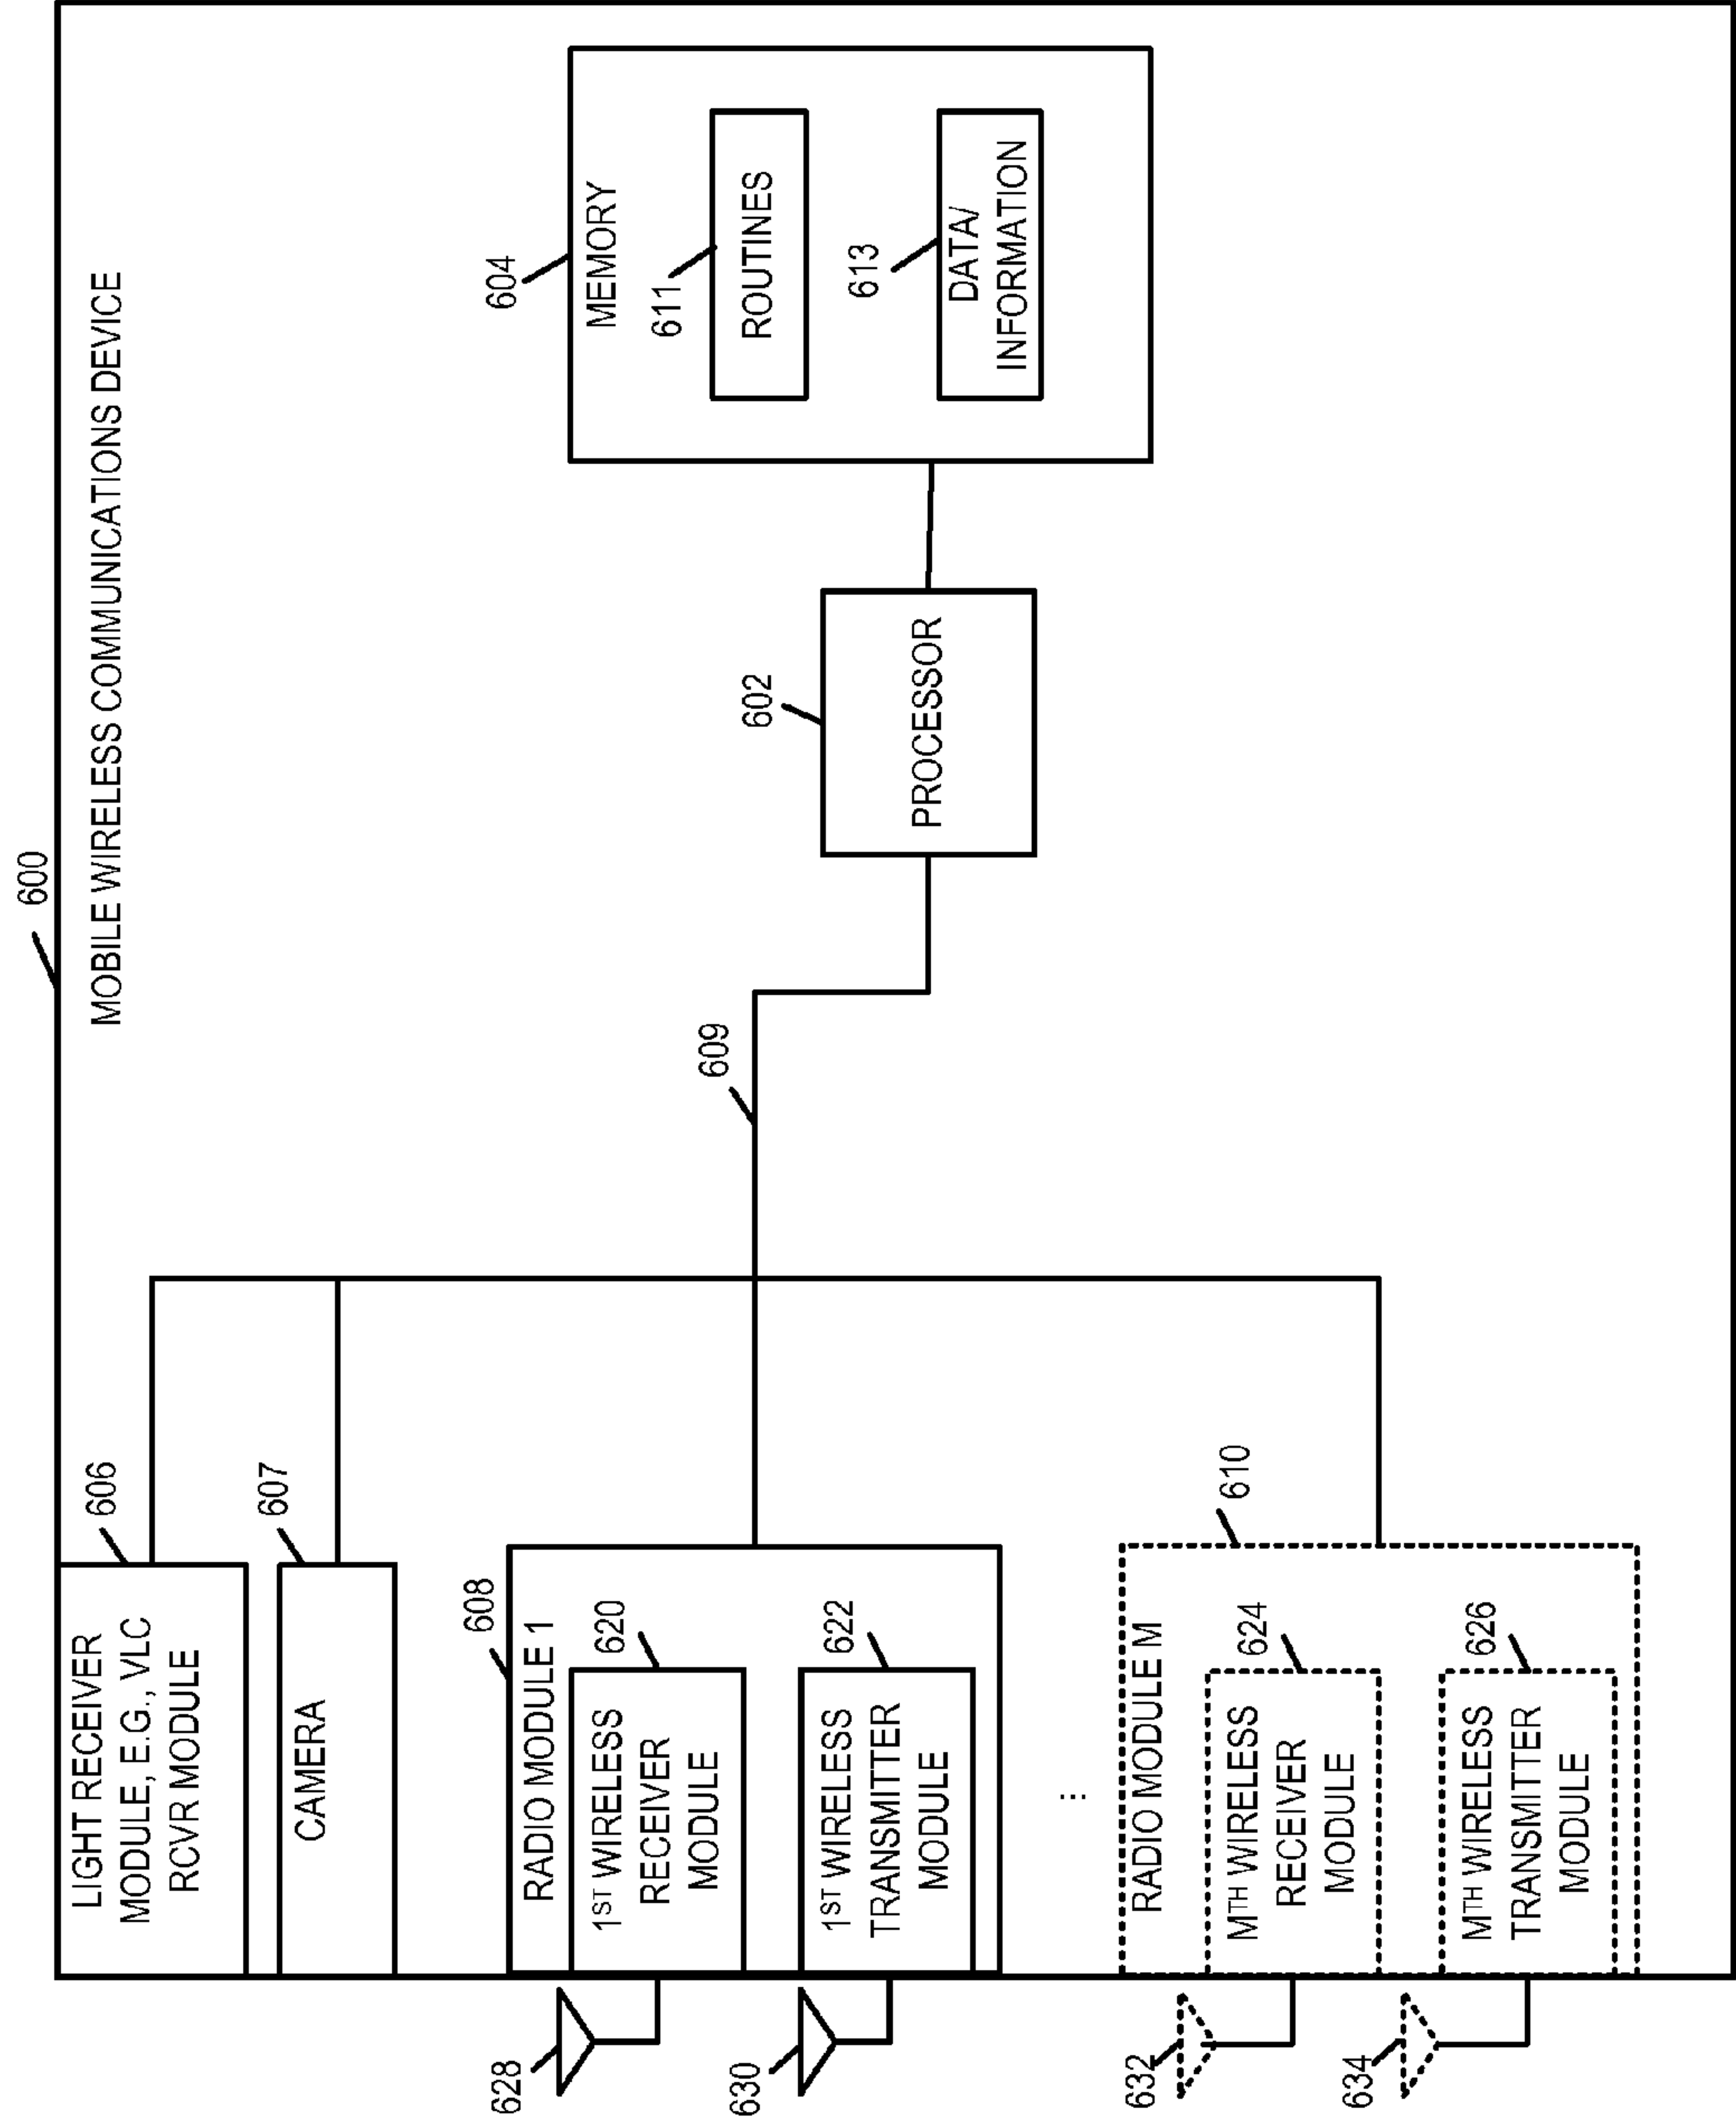 600
MOBILE WIRELESS COMMUNICATIONS DEVICE
606
LIGHT RECEIVER
MODULE, E.G., VLC
RCVR MODULE
607
CAMERA
608
RADIO MODULE 1
620
1ST WIRELESS
RECEIVER
MODULE
628
622
1ST WIRELESS
TRANSMITTER
MODULE
630
⋮
610
RADIO MODULE M
624
MTH WIRELESS
RECEIVER
MODULE
632
626
MTH WIRELESS
TRANSMITTER
MODULE
634
609
602
PROCESSOR
604
MEMORY
611
ROUTINES
613
DATA/
INFORMATION